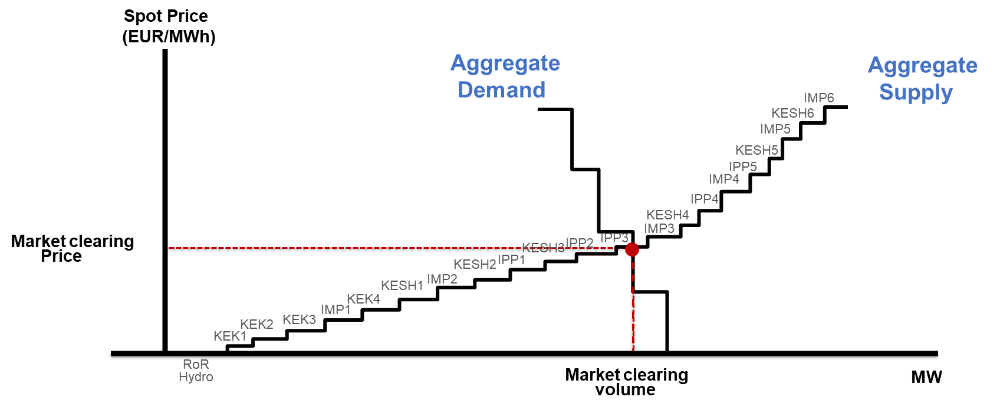 Spot Price
(EUR/MWh)
Aggregate
Demand
Aggregate
Supply
IMP6
KESH6
IMP5
KESH5
IPP5
IMP4
IPP4
KESH4
IMP3
IPP3
IPP2
KESH3
IPP1
KESH2
IMP2
KESH1
KEK4
IMP1
KEK3
KEK2
KEK1
Market clearing
Price
RoR
Hydro
Market clearing
volume
MW